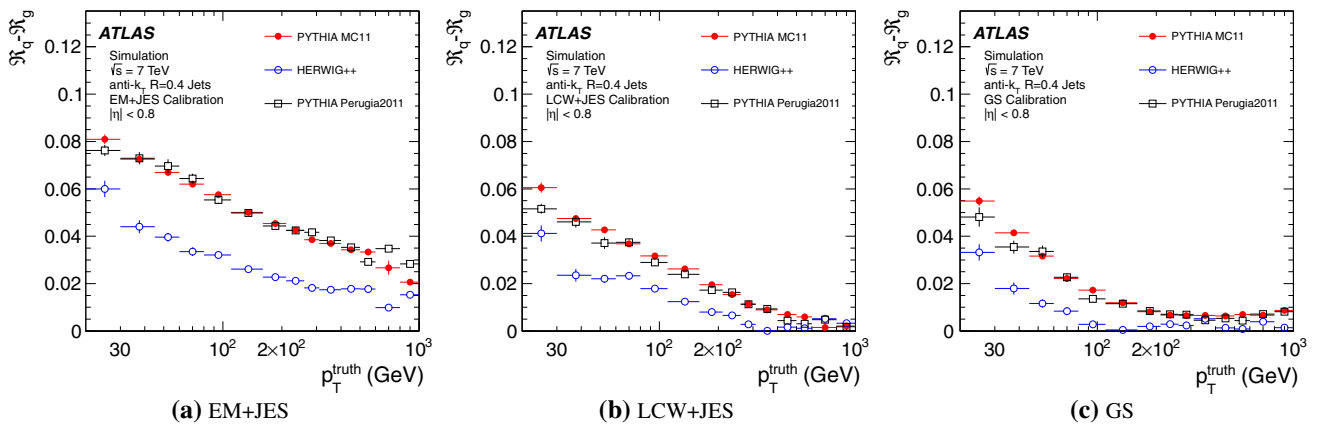 ℜq-ℜg
0.12
0.1
0.08
0.06
0.04
0.02
0
ATLAS
Simulation
√s = 7 TeV
anti-kT R=0.4 Jets
EM+JES Calibration
|η| < 0.8
PYTHIA MC11
HERWIG++
PYTHIA Perugia2011
30 10² 2×10² 10³
pT^truth (GeV)
(a) EM+JES
ℜq-ℜg
0.12
0.1
0.08
0.06
0.04
0.02
0
ATLAS
Simulation
√s = 7 TeV
anti-kT R=0.4 Jets
LCW+JES Calibration
|η| < 0.8
PYTHIA MC11
HERWIG++
PYTHIA Perugia2011
30 10² 2×10² 10³
pT^truth (GeV)
(b) LCW+JES
ℜq-ℜg
0.12
0.1
0.08
0.06
0.04
0.02
0
ATLAS
Simulation
√s = 7 TeV
anti-kT R=0.4 Jets
GS Calibration
|η| < 0.8
PYTHIA MC11
HERWIG++
PYTHIA Perugia2011
30 10² 2×10² 10³
pT^truth (GeV)
(c) GS